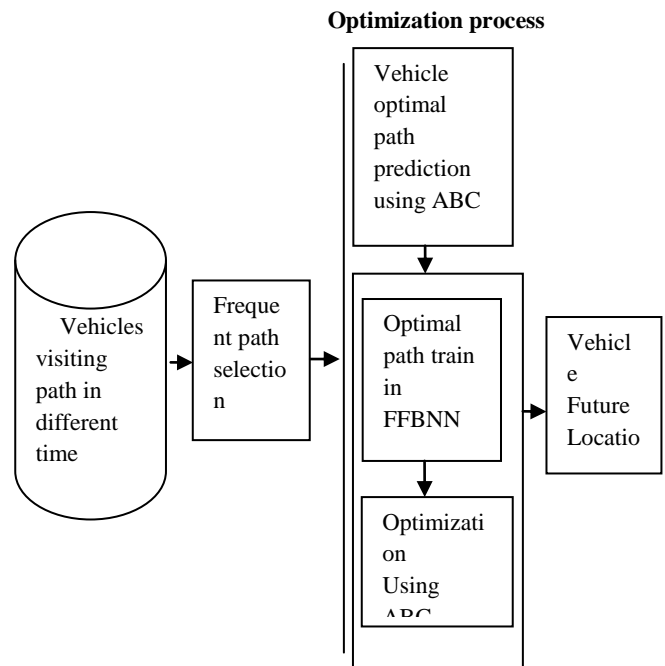 Optimization process
Vehicle
optimal
path
prediction
using ABC
Vehicles
visiting
path in
different
time
Freque
nt path
selectio
n
Optimal
path train
in
FFBNN
Optimizati
on
Using
ABC
Vehicl
e
Future
Locatio